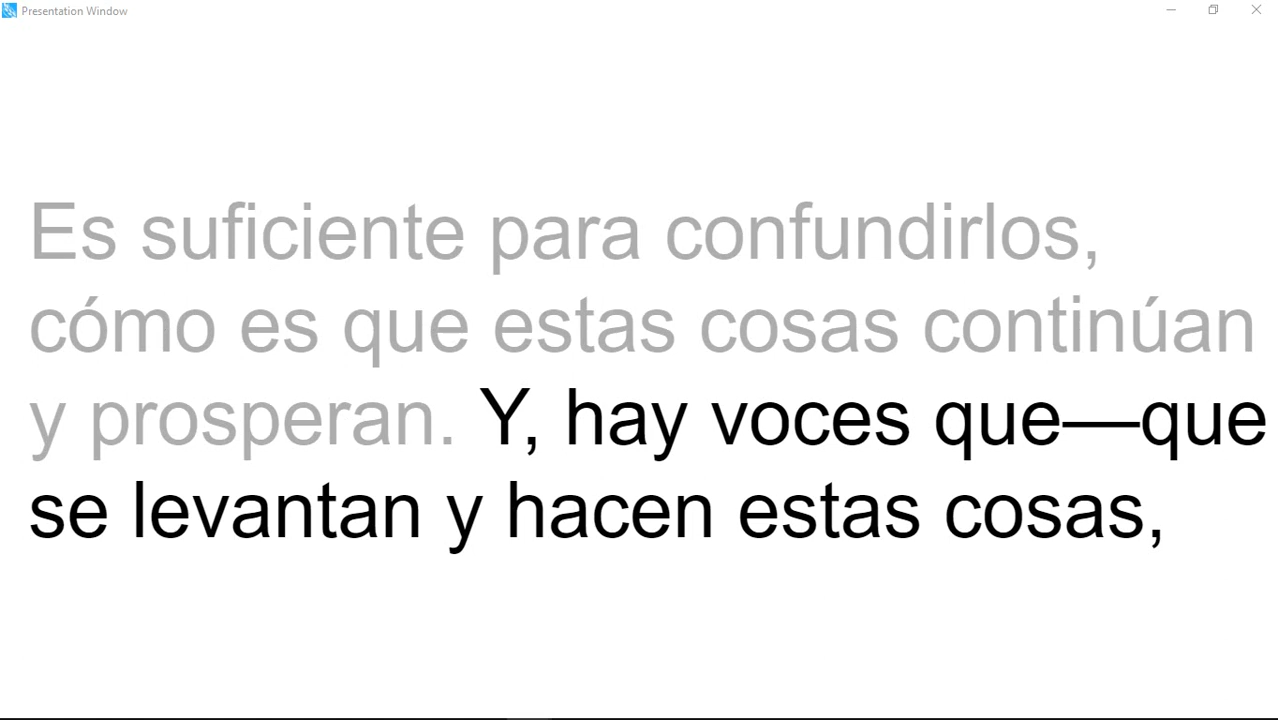 Presentation Window
Es suficiente para confundirlos,
cómo es que estas cosas continúan
y prosperan. Y, hay voces que—que
se levantan y hacen estas cosas,